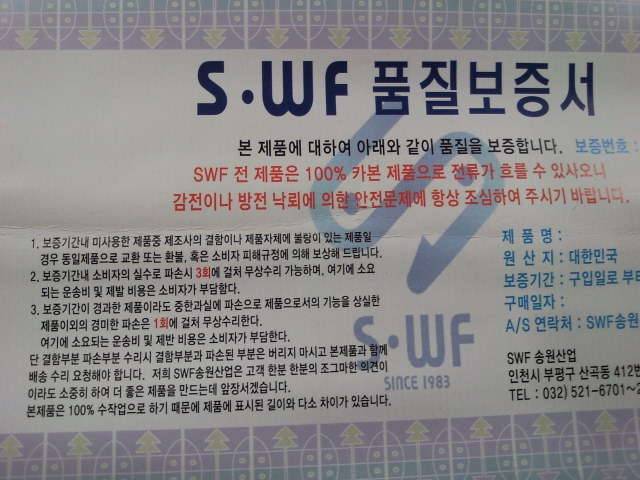 S·WF 품질보증서
본 제품에 대하여 아래와 같이 품질을 보증합니다. 보증번호 :
SWF 전 제품은 100% 카본 제품으로 전류가 흐를 수 있사오니
감전이나 방전 낙뢰에 의한 안전문제에 항상 조심하여 주시기 바랍니다.
1. 보증기간내 미사용한 제품중 제조사의 결함이나 제품자체에 불량이 있는 제품일
경우 동일제품으로 교환 또는 환불, 혹은 소비자 피해규정에 의해 보상해 드립니다.
2. 보증기간내 소비자의 실수로 파손시 3회에 걸쳐 무상수리 가능하며, 여기에 소요
되는 운송비 및 제발 비용은 소비자가 부담함다.
3. 보증기간이 경과한 제품이라도 중한과실에 파손으로 제품으로서의 기능을 상실한
제품이외의 경미한 파손은 1회에 걸쳐 무상수리한다.
여기에 소요되는 운송비 및 제반 비용은 소비자가 부담한다.
단 결함부분 파손부분 수리시 결함부분과 파손된 부분은 버리지 마시고 본제품과 함께
배송 수리 요청해야 합니다. 저희 SWF송원산업은 고객 한분 한분의 조그마한 의견이
이라도 소중히 하여 더 좋은 제품을 만드는데 앞장서겠습니다.
본제품은 100% 수작업으로 하기 때문에 제품에 표시된 길이와 다소 차이가 있습니다.
제 품 명 :
원 산 지 : 대한민국
보증기간 : 구입일로 부터
구매일자 :
A/S 연락처 : SWF송원
S·WF
SINCE 1983
SWF 송원산업
인천시 부평구 산곡동 412번
TEL : 032) 521-6701~2